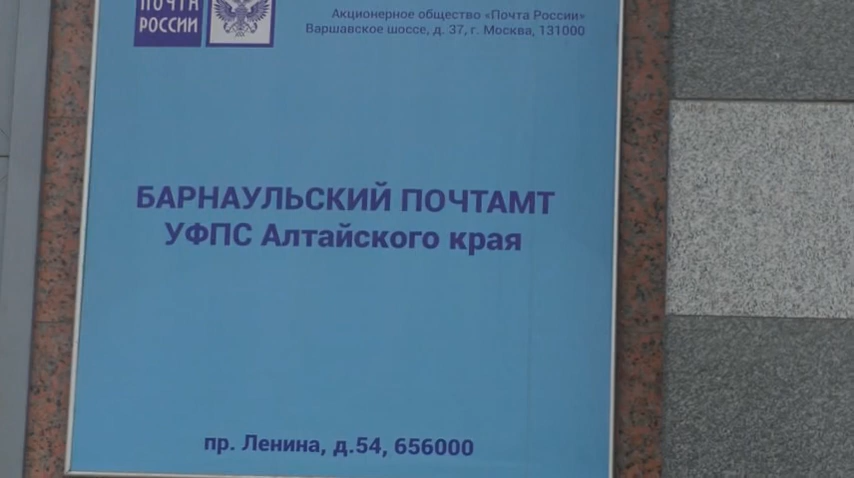 ПОЧТА
РОССИИ
Акционерное общество «Почта России»
Варшавское шоссе, д. 37, г. Москва, 131000
БАРНАУЛЬСКИЙ ПОЧТАМТ
УФПС Алтайского края
пр. Ленина, д.54, 656000